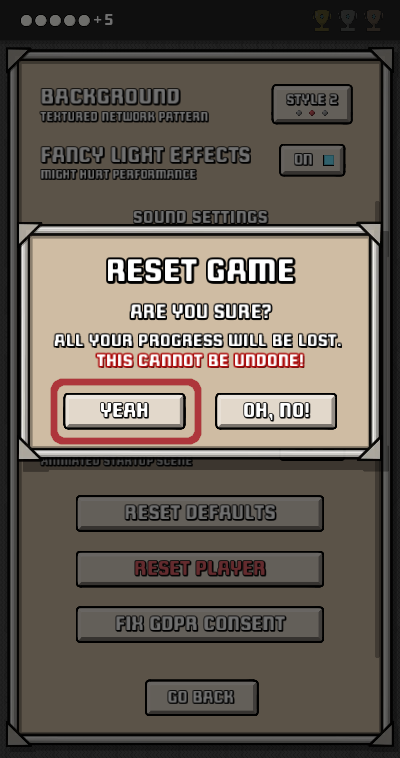 +5
BACKGROUND
STYLE 2
TEXTURED NETWORK PATTERN
FANCY LIGHT EFFECTS
ON
MIGHT HURT PERFORMANCE
SOUND SETTINGS
RESET GAME
ARE YOU SURE?
ALL YOUR PROGRESS WILL BE LOST.
THIS CANNOT BE UNDONE!
YEAH
OH, NO!
ANIMATED STARTUP SCENE
RESET DEFAULTS
RESET PLAYER
FIX GDPR CONSENT
GO BACK